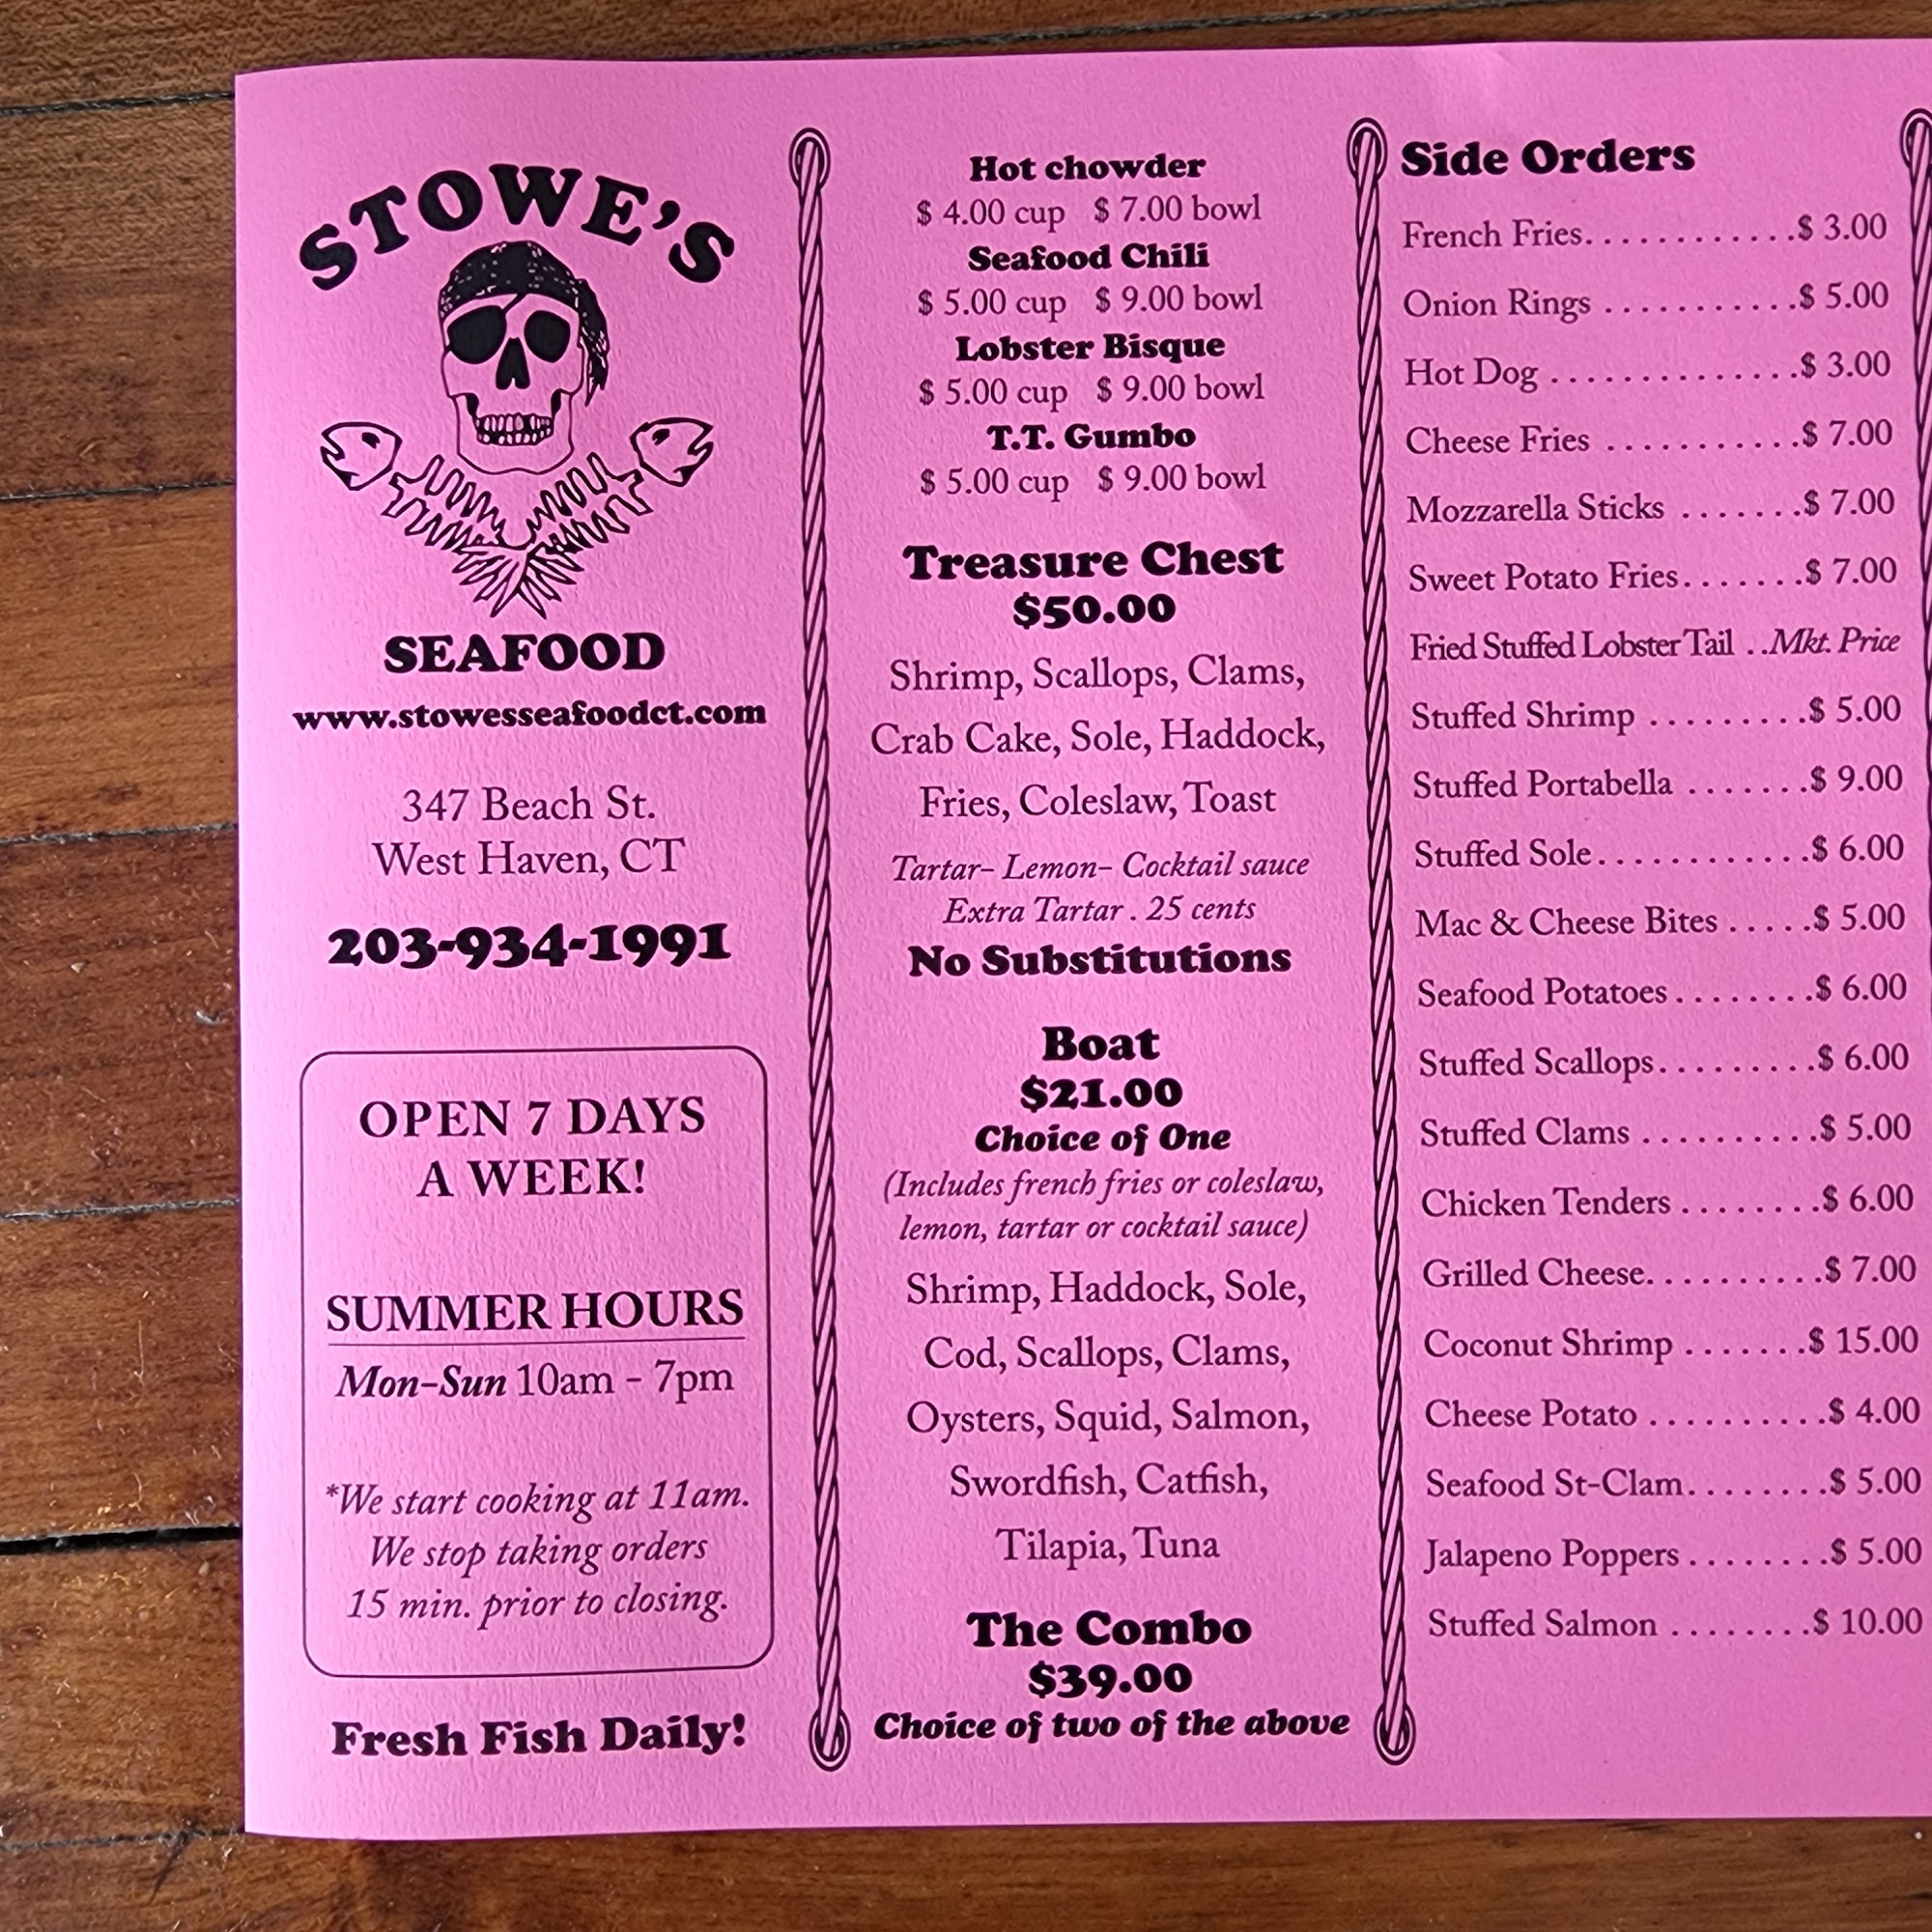 STOWE'S
SEAFOOD
www.stowesseafoodct.com
347 Beach St.
West Haven, CT
203-934-1991
OPEN 7 DAYS
A WEEK!
SUMMER HOURS
Mon-Sun 10am - 7pm
*We start cooking at 11am.
We stop taking orders
15 min. prior to closing.
Fresh Fish Daily!
Hot chowder
$ 4.00 cup $ 7.00 bowl
Seafood Chili
$ 5.00 cup $ 9.00 bowl
Lobster Bisque
$ 5.00 cup $ 9.00 bowl
T.T. Gumbo
$ 5.00 cup $ 9.00 bowl
Treasure Chest
$50.00
Shrimp, Scallops, Clams,
Crab Cake, Sole, Haddock,
Fries, Coleslaw, Toast
Tartar- Lemon- Cocktail sauce
Extra Tartar . 25 cents
No Substitutions
Boat
$21.00
Choice of One
(Includes french fries or coleslaw,
lemon, tartar or cocktail sauce)
Shrimp, Haddock, Sole,
Cod, Scallops, Clams,
Oysters, Squid, Salmon,
Swordfish, Catfish,
Tilapia, Tuna
The Combo
$39.00
Choice of two of the above
Side Orders
French Fries. . . . . . . . . . . .$ 3.00
Onion Rings . . . . . . . . . . .$ 5.00
Hot Dog . . . . . . . . . . . . . .$ 3.00
Cheese Fries . . . . . . . . . . .$ 7.00
Mozzarella Sticks . . . . . . .$ 7.00
Sweet Potato Fries. . . . . . .$ 7.00
Fried Stuffed Lobster Tail . .Mkt. Price
Stuffed Shrimp . . . . . . . . .$ 5.00
Stuffed Portabella . . . . . . .$ 9.00
Stuffed Sole. . . . . . . . . . . .$ 6.00
Mac & Cheese Bites . . . . .$ 5.00
Seafood Potatoes . . . . . . . .$ 6.00
Stuffed Scallops. . . . . . . . .$ 6.00
Stuffed Clams . . . . . . . . . .$ 5.00
Chicken Tenders . . . . . . . .$ 6.00
Grilled Cheese. . . . . . . . . .$ 7.00
Coconut Shrimp . . . . . . .$ 15.00
Cheese Potato . . . . . . . . . .$ 4.00
Seafood St-Clam. . . . . . . .$ 5.00
Jalapeno Poppers . . . . . . . .$ 5.00
Stuffed Salmon . . . . . . . .$ 10.00